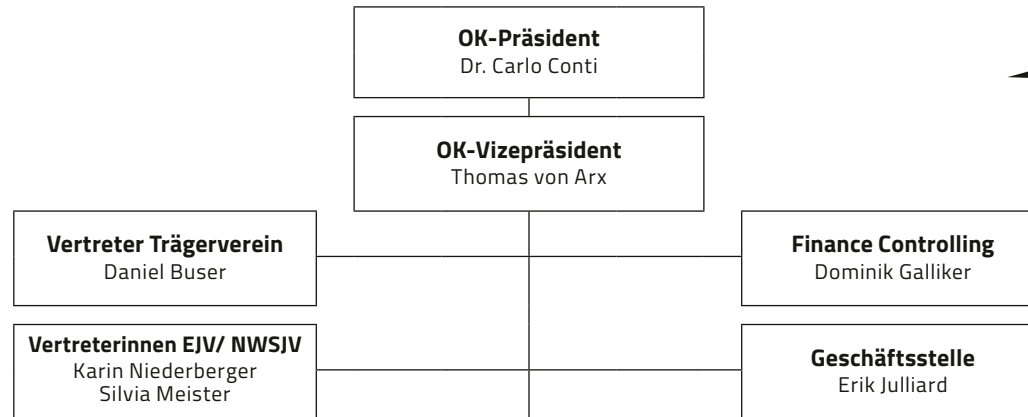 OK-Präsident
Dr. Carlo Conti
OK-Vizepräsident
Thomas von Arx
Vertreter Trägerverein
Daniel Buser
Finance Controlling
Dominik Galliker
Vertreterinnen EJV/ NWSJV
Karin Niederberger
Silvia Meister
Geschäftsstelle
Erik Julliard